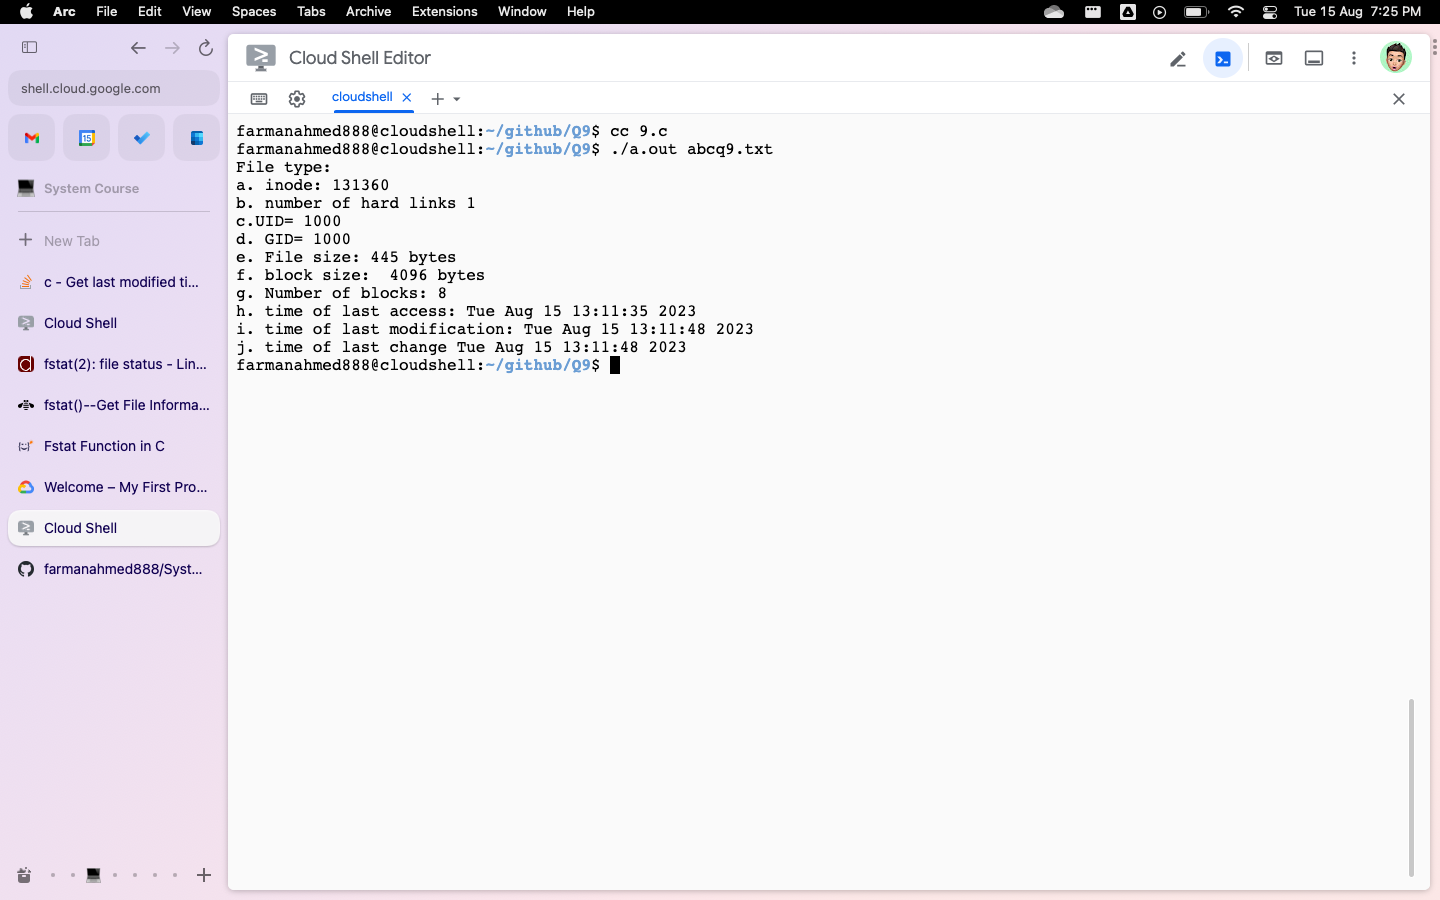 Arc File Edit View Spaces Tabs Archive Extensions Window Help Tue 15 Aug 7:25 PM
shell.cloud.google.com
15
System Course
New Tab
c - Get last modified ti...
Cloud Shell
fstat(2): file status - Lin...
fstat()--Get File Informa...
Fstat Function in C
Welcome – My First Pro...
Cloud Shell
farmanahmed888/Syst...
Cloud Shell Editor
cloudshell
farmanahmed888@cloudshell:~/github/Q9$ cc 9.c
farmanahmed888@cloudshell:~/github/Q9$ ./a.out abcq9.txt
File type:
a. inode: 131360
b. number of hard links 1
c.UID= 1000
d. GID= 1000
e. File size: 445 bytes
f. block size:  4096 bytes
g. Number of blocks: 8
h. time of last access: Tue Aug 15 13:11:35 2023
i. time of last modification: Tue Aug 15 13:11:48 2023
j. time of last change Tue Aug 15 13:11:48 2023
farmanahmed888@cloudshell:~/github/Q9$